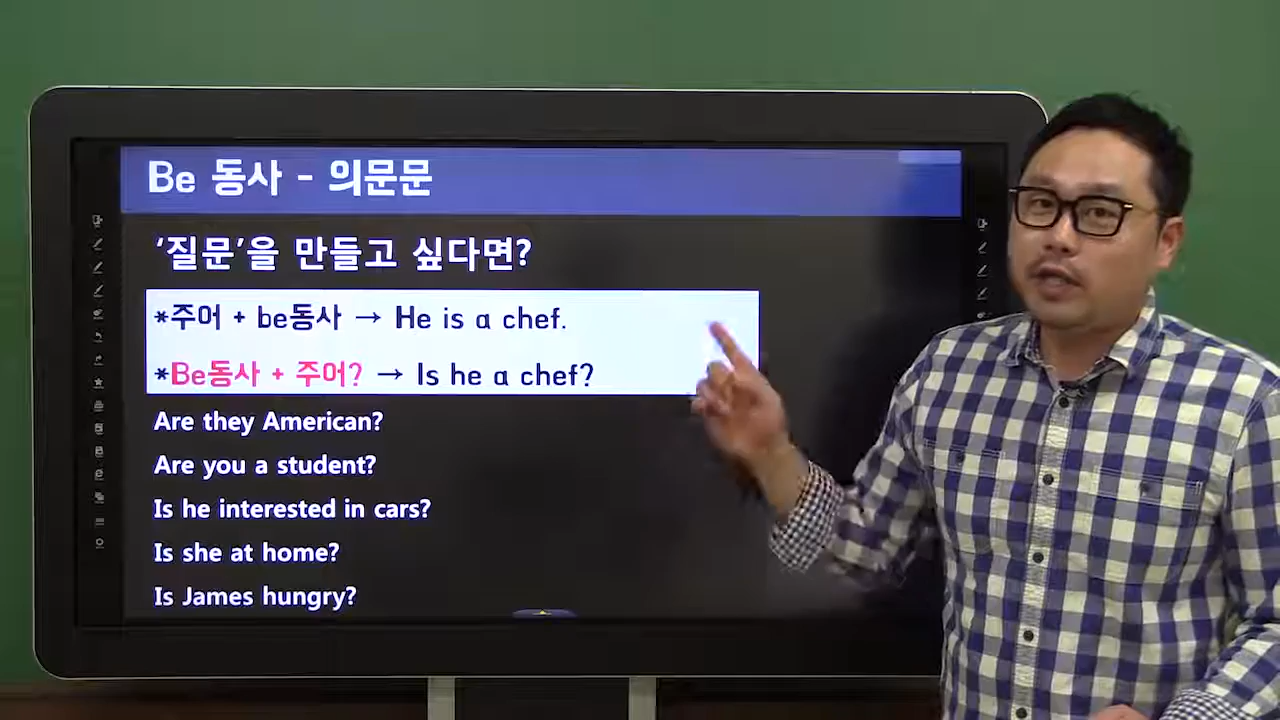 Be 동사 - 의문문
‘질문’을 만들고 싶다면?
*주어 + be동사 → He is a chef.
*Be동사 + 주어? → Is he a chef?
Are they American?
Are you a student?
Is he interested in cars?
Is she at home?
Is James hungry?